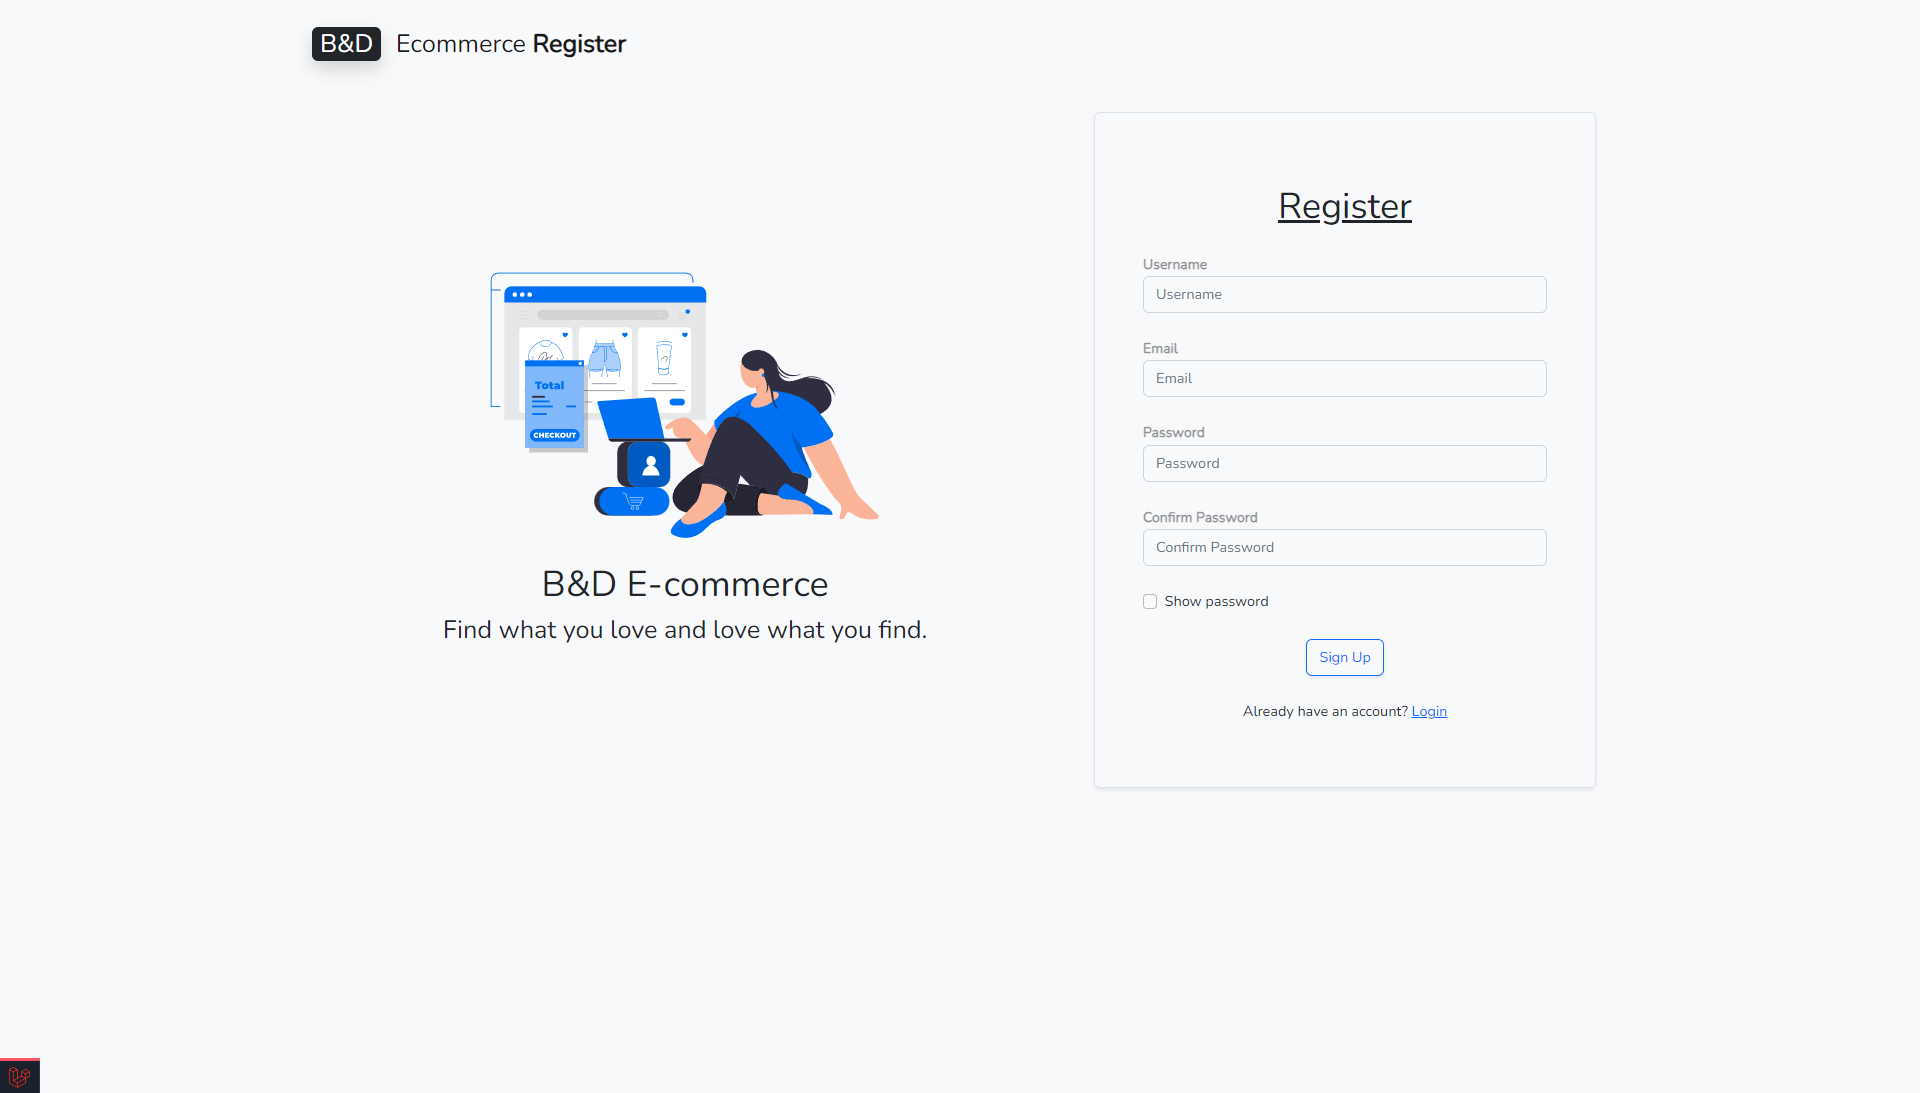 B&D Ecommerce Register
Total
CHECKOUT
B&D E-commerce
Find what you love and love what you find.
Register
Username
Username
Email
Email
Password
Password
Confirm Password
Confirm Password
Show password
Sign Up
Already have an account? Login